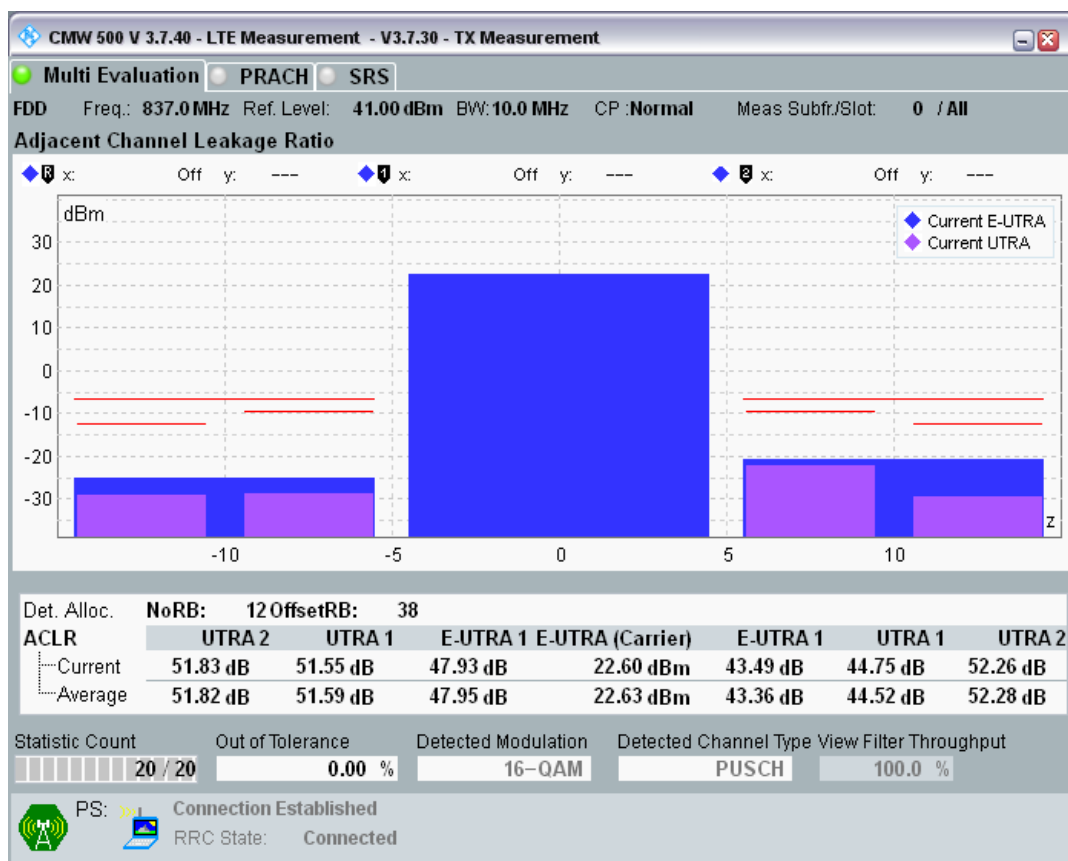 CMW 500 V 3.7.40 - LTE Measurement - V3.7.30 - TX Measurement
Multi Evaluation PRACH SRS
FDD Freq.: 837.0 MHz Ref. Level: 41.00 dBm BW: 10.0 MHz CP : Normal Meas Subfr./Slot: 0 / All
Adjacent Channel Leakage Ratio
R x: Off y: --- 1 x: Off y: --- 2 x: Off y: ---
dBm
Current E-UTRA
Current UTRA
30
20
10
0
-10
-20
-30
z
-10 -5 0 5 10
Det. Alloc. NoRB: 12 OffsetRB: 38
ACLR UTRA 2 UTRA 1 E-UTRA 1 E-UTRA (Carrier) E-UTRA 1 UTRA 1 UTRA 2
Current 51.83 dB 51.55 dB 47.93 dB 22.60 dBm 43.49 dB 44.75 dB 52.26 dB
Average 51.82 dB 51.59 dB 47.95 dB 22.63 dBm 43.36 dB 44.52 dB 52.28 dB
Statistic Count Out of Tolerance Detected Modulation Detected Channel Type View Filter Throughput
20 / 20 0.00 % 16-QAM PUSCH 100.0 %
PS: Connection Established
RRC State: Connected